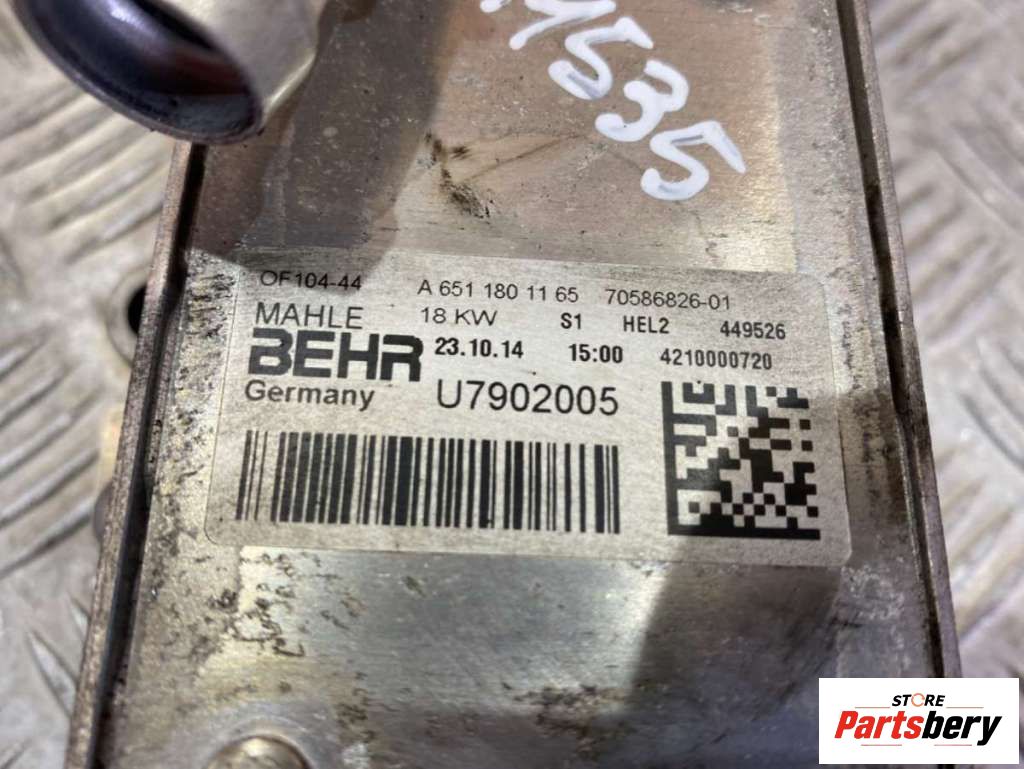 1535
OF104-44 A 651 180 11 65 70586826-01
MAHLE 18 KW S1 HEL2 449526
BEHR 23.10.14 15:00 4210000720
Germany U7902005
STORE
Partsbery